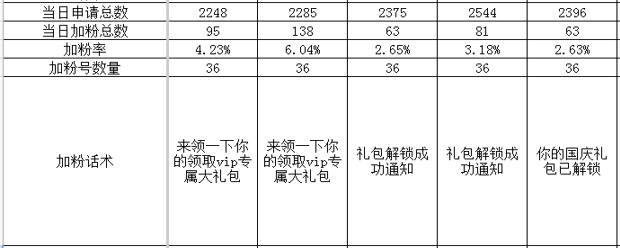 当日申请总数 2248 2285 2375 2544 2396
当日加粉总数 95 138 63 81 63
加粉率 4.23% 6.04% 2.65% 3.18% 2.63%
加粉号数量 36 36 36 36 36
加粉话术
来领一下你
的领取vip专
属大礼包
来领一下你
的领取vip专
属大礼包
礼包解锁成
功通知
礼包解锁成
功通知
你的国庆礼
包已解锁